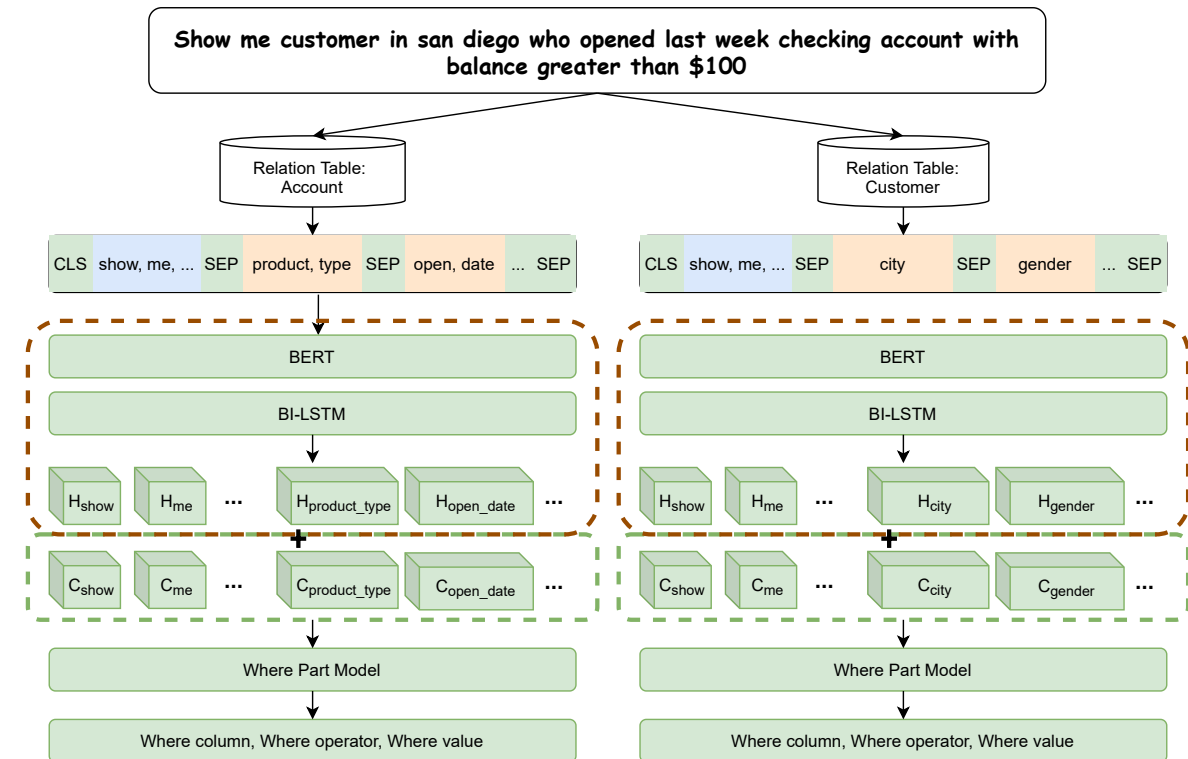 Show me customer in san diego who opened last week checking account with
balance greater than $100
Relation Table:
Account
Relation Table:
Customer
CLS show, me, ... SEP product, type SEP open, date ... SEP
CLS show, me, ... SEP city SEP gender ... SEP
BERT
BERT
BI-LSTM
BI-LSTM
Hshow Hme ... Hproduct_type Hopen_date ...
Hshow Hme ... Hcity Hgender ...
+
+
Cshow Cme ... Cproduct_type Copen_date ...
Cshow Cme ... Ccity Cgender ...
Where Part Model
Where Part Model
Where column, Where operator, Where value
Where column, Where operator, Where value